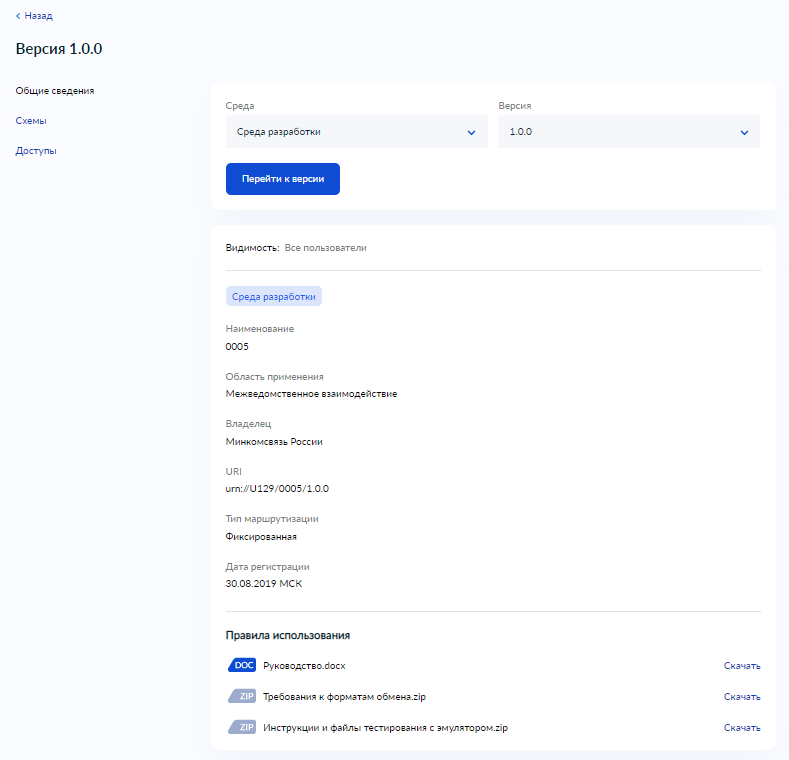 Назад
Версия 1.0.0
Общие сведения
Схемы
Доступы
Среда Версия
Среда разработки 1.0.0
Перейти к версии
Видимость: Все пользователи
Среда разработки
Наименование
0005
Область применения
Межведомственное взаимодействие
Владелец
Минкомсвязь России
URI
urn://U129/0005/1.0.0
Тип маршрутизации
Фиксированная
Дата регистрации
30.08.2019 МСК
Правила использования
DOC Руководство.docx Скачать
ZIP Требования к форматам обмена.zip Скачать
ZIP Инструкции и файлы тестирования с эмулятором.zip Скачать